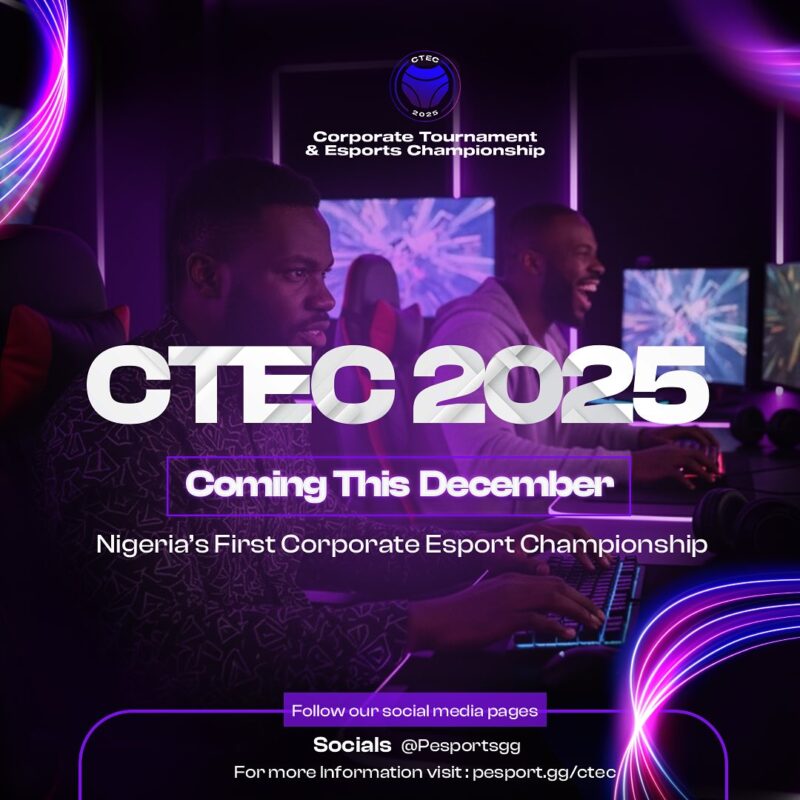 CTEC
2025
Corporate Tournament
& Esports Championship
CTEC 2025
Coming This December
Nigeria's First Corporate Esport Championship
Follow our social media pages
Socials @Pesportsgg
For more Information visit : pesport.gg/ctec